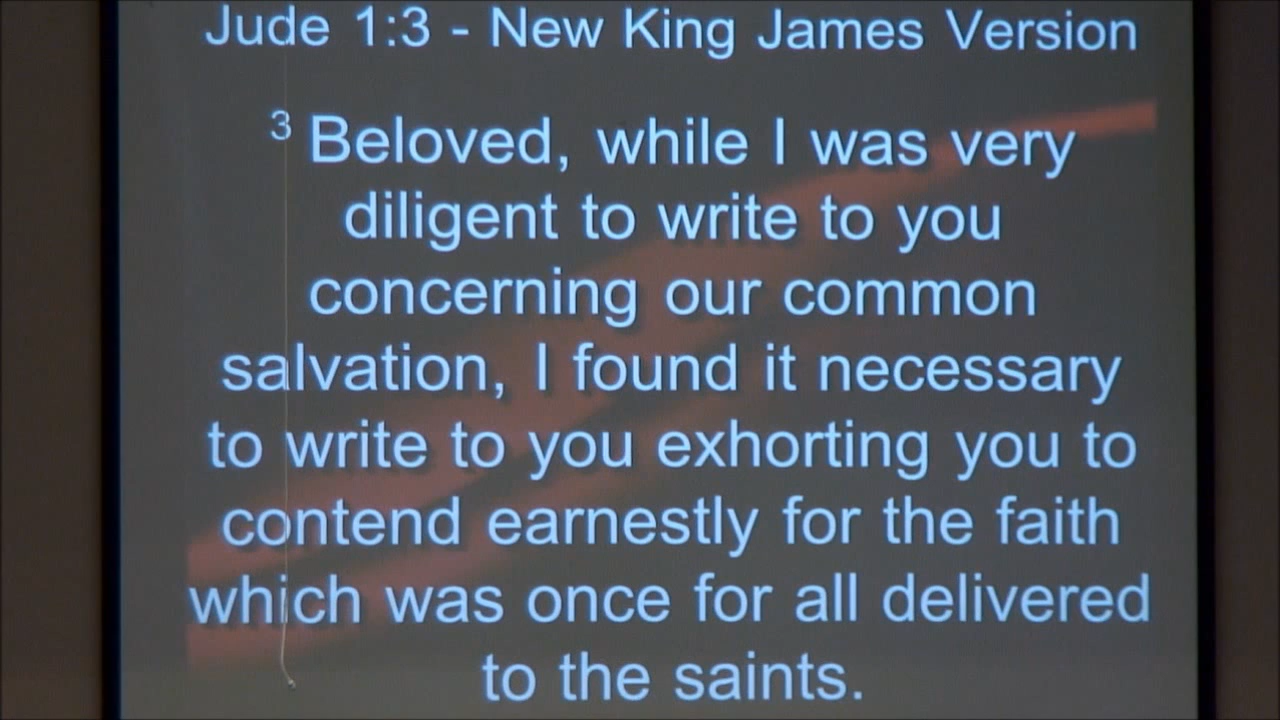 Jude 1:3 - New King James Version
3 Beloved, while I was very
diligent to write to you
concerning our common
salvation, I found it necessary
to write to you exhorting you to
contend earnestly for the faith
which was once for all delivered
to the saints.